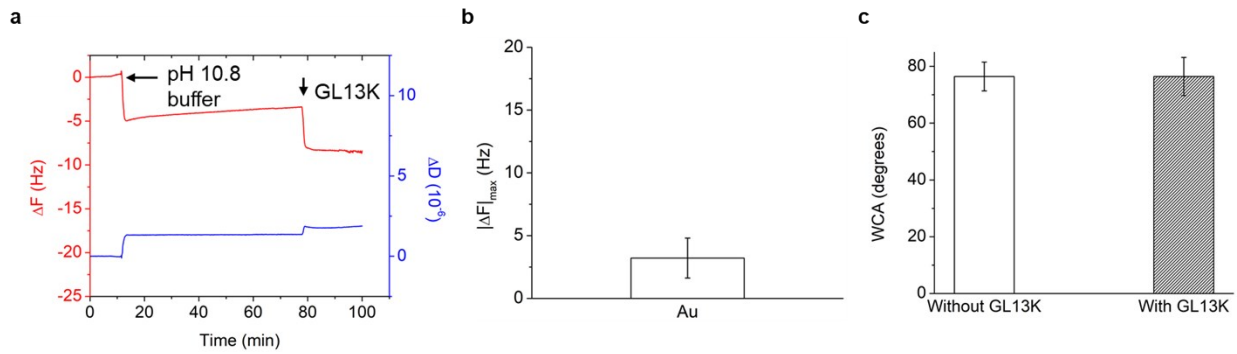 a
pH 10.8
buffer
GL13K
0
-5
-10
-15
-20
-25
ΔF (Hz)
10
5
0
ΔD (10-6)
0 20 40 60 80 100
Time (min)
b
20
15
10
5
0
|ΔF|max (Hz)
Au
c
80
60
40
20
0
WCA (degrees)
Without GL13K
With GL13K